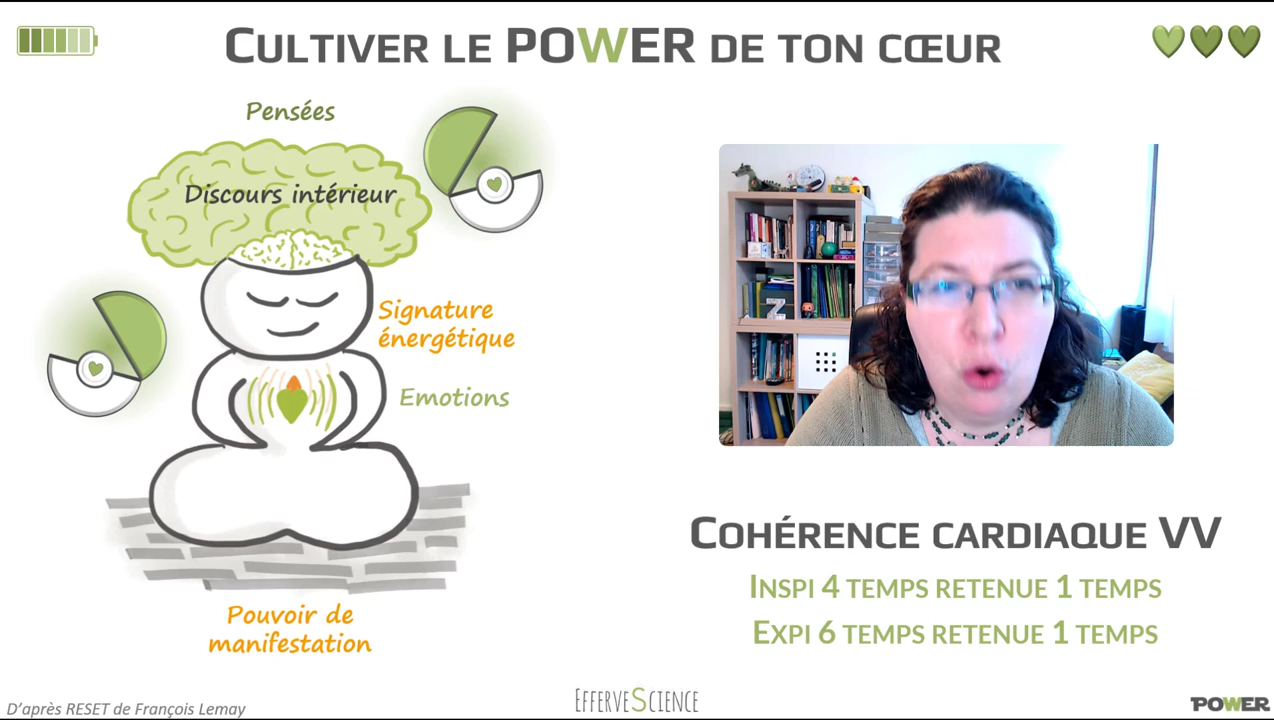 CULTIVER LE POWER DE TON CŒUR
Pensées
Discours intérieur
Signature
énergétique
Emotions
Pouvoir de
manifestation
COHÉRENCE CARDIAQUE VV
INSPI 4 TEMPS RETENUE 1 TEMPS
EXPI 6 TEMPS RETENUE 1 TEMPS
D'après RESET de François Lemay
EFFERVESCIENCE
POWER